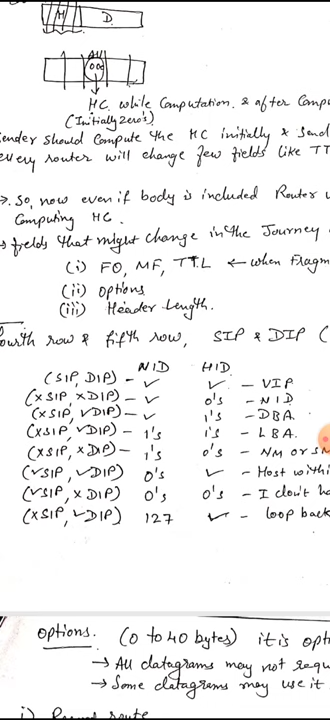 H D
000
HC. while Computation. & after Compu
(Initially zero's)
ender should Compute the HC initially & Send
every router will change few fields like TT
→. So, now even if body is included Router w
Computing HC.
fields that might change in the Journey
(i) FO, MF, TTL ← when Fragm
(ii) options
(iii) Header Length.
ourth row & fifth row, SIP & DIP (
NID HID
(SIP, DIP) - ✓ ✓ - VIP
(×SIP, ×DIP) - ✓ 0's - NID
(×SIP, ✓DIP) - ✓ 1's - DBA
(×SIP, ✓DIP) - 1's 1's - LBA.
(×SIP, ×DIP) - 1's 0's - NM or SN
(✓SIP, ✓DIP) 0's ✓ - Host withi
(✓SIP, ×DIP) 0's 0's - I don't ha
(×SIP, ✓DIP) 127 ✓ - loop back
options. (0 to 40 bytes) it is opti
→ All datagrams may not requ
→ Some datagrams may use it
i) route